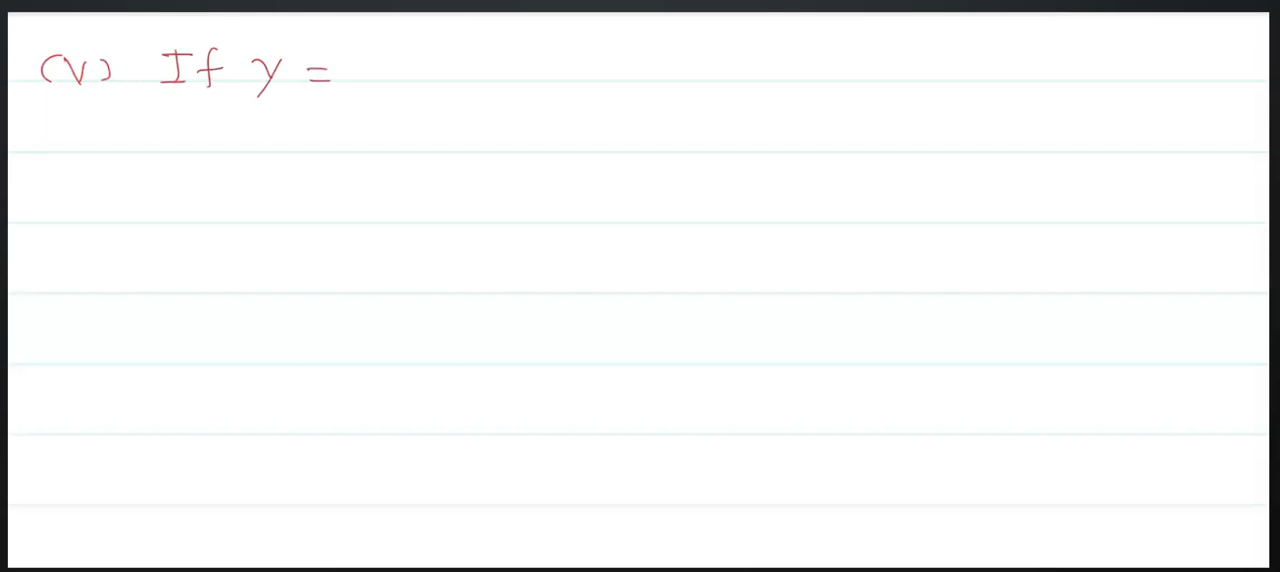 (V) If y =